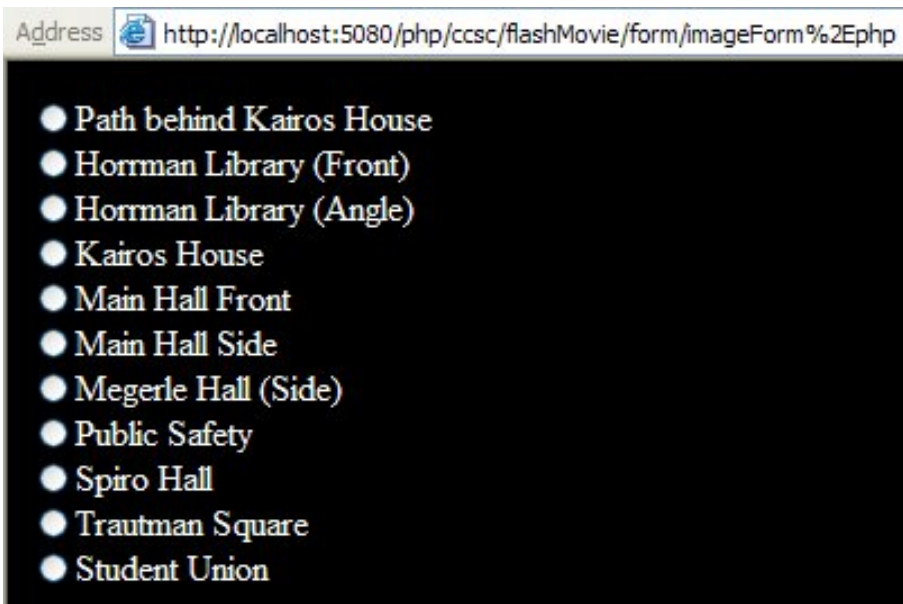 Address http://localhost:5080/php/ccsc/flashMovie/form/imageForm%2Ephp
Path behind Kairos House
Horrman Library (Front)
Horrman Library (Angle)
Kairos House
Main Hall Front
Main Hall Side
Megerle Hall (Side)
Public Safety
Spiro Hall
Trautman Square
Student Union